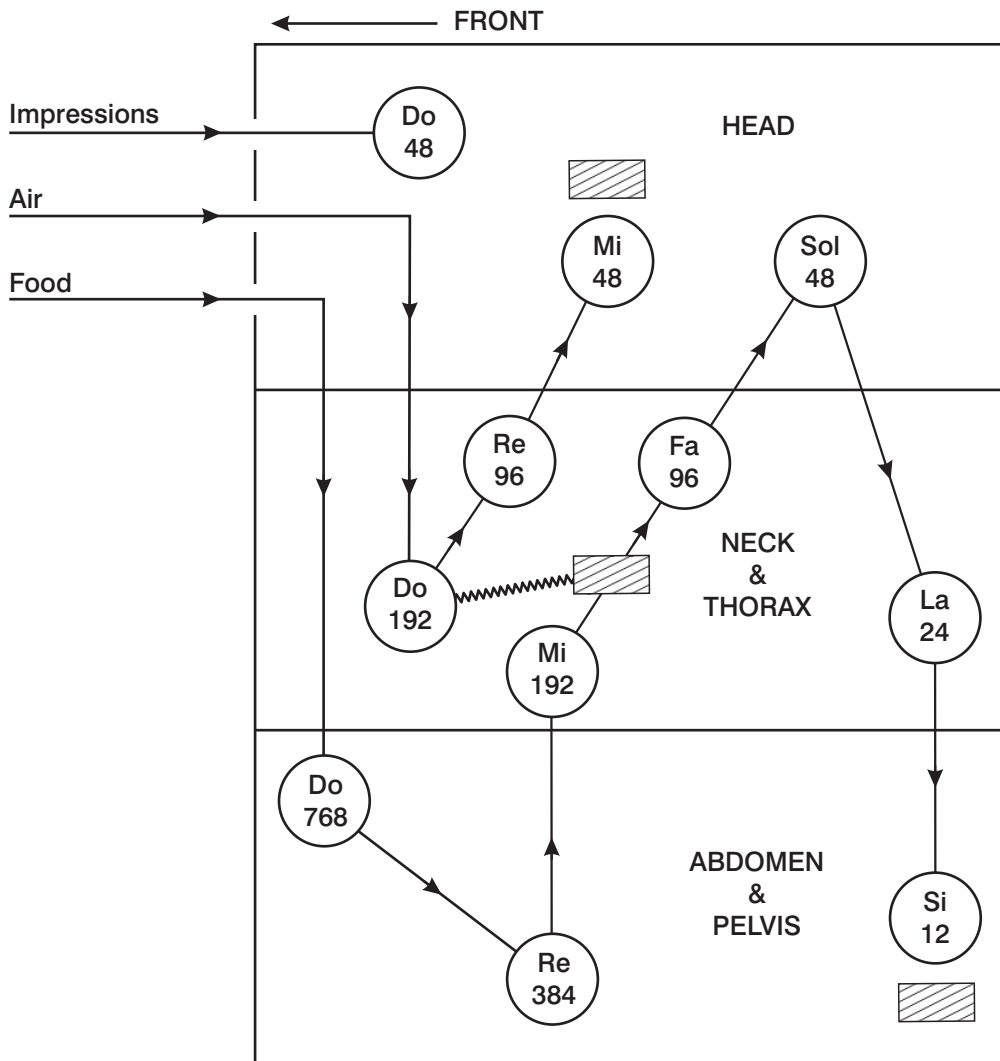 FRONT
Impressions
Do
48
HEAD
Air
Mi
48
Sol
48
Food
Re
96
Fa
96
NECK
&
THORAX
Do
192
La
24
Mi
192
Do
768
ABDOMEN
&
PELVIS
Si
12
Re
384